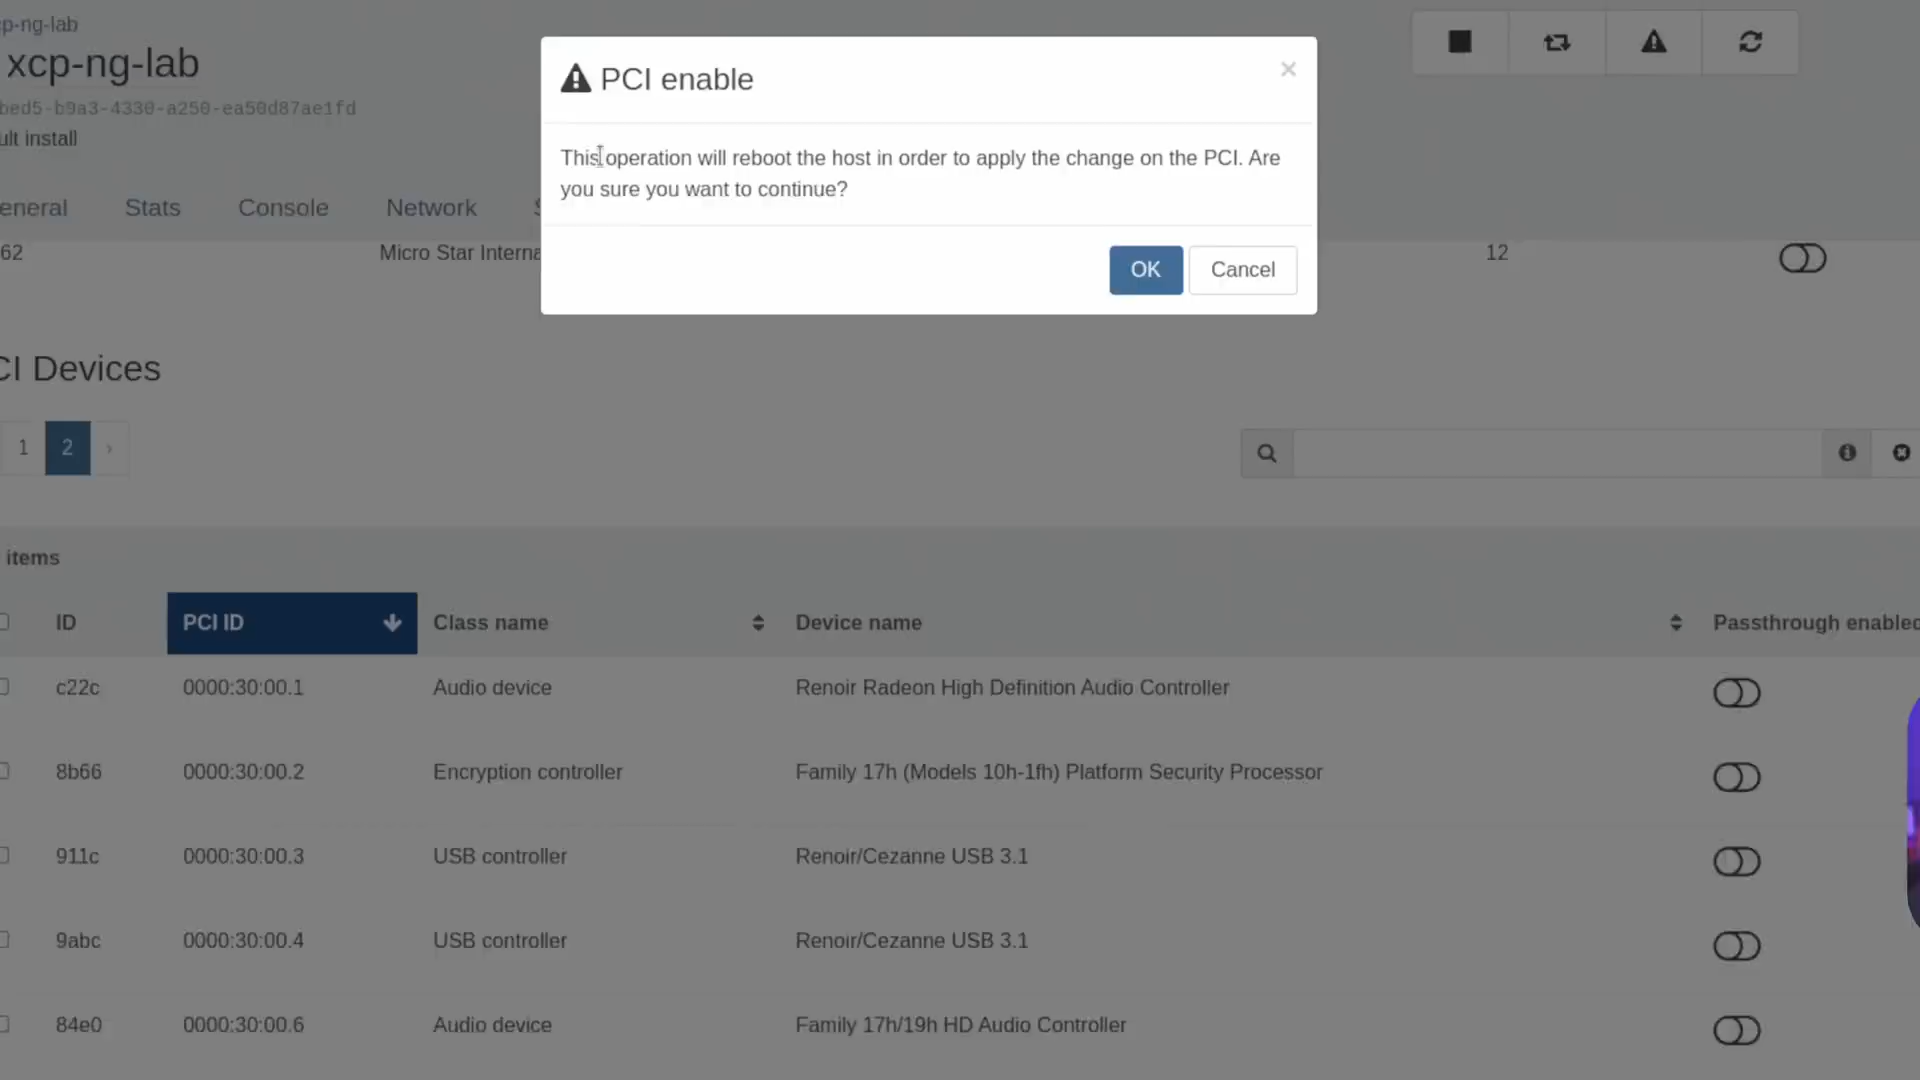 p-ng-lab
xcp-ng-lab
bed5-b9a3-4330-a250-ea50d87ae1fd
ult install
eneral
Stats
Console
Network
PCI enable
×
This operation will reboot the host in order to apply the change on the PCI. Are
you sure you want to continue?
OK
Cancel
62
Micro Star Interna
12
CI Devices
1
2
›
items
ID
PCI ID
Class name
Device name
Passthrough enabled
c22c
0000:30:00.1
Audio device
Renoir Radeon High Definition Audio Controller
8b66
0000:30:00.2
Encryption controller
Family 17h (Models 10h-1fh) Platform Security Processor
911c
0000:30:00.3
USB controller
Renoir/Cezanne USB 3.1
9abc
0000:30:00.4
USB controller
Renoir/Cezanne USB 3.1
84e0
0000:30:00.6
Audio device
Family 17h/19h HD Audio Controller